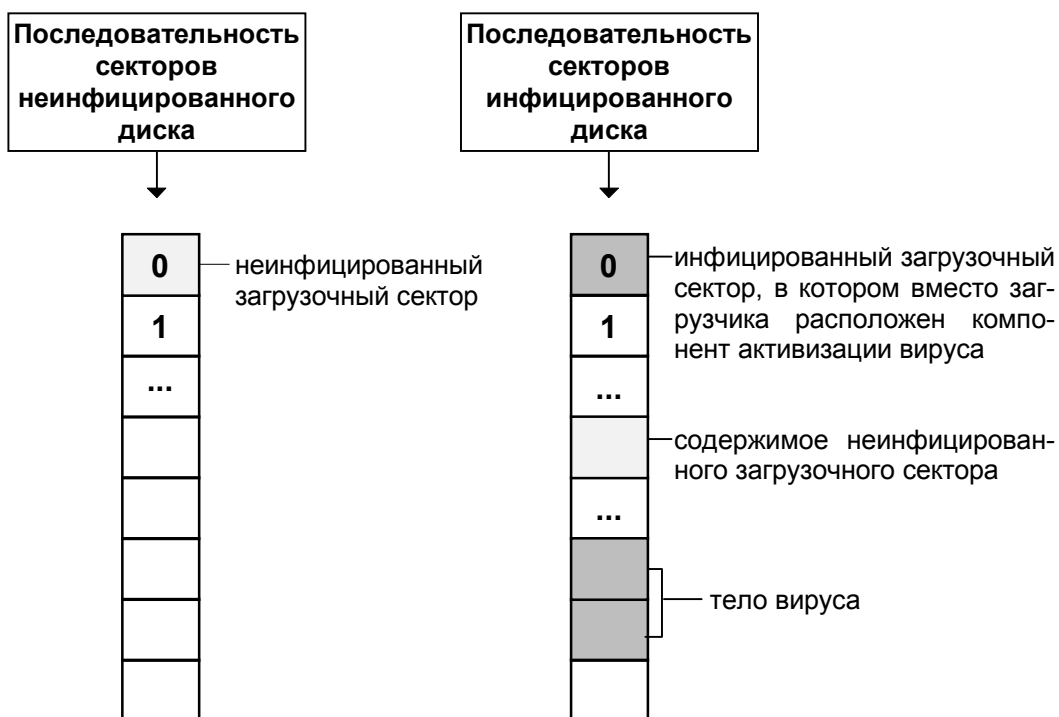 Последовательность
секторов
неинфицированного
диска
Последовательность
секторов
инфицированного
диска
0
1
...
неинфицированный
загрузочный сектор
0
1
...
...
инфицированный загрузочный
сектор, в котором вместо заг-
рузчика расположен компо-
нент активизации вируса
содержимое неинфицирован-
ного загрузочного сектора
тело вируса